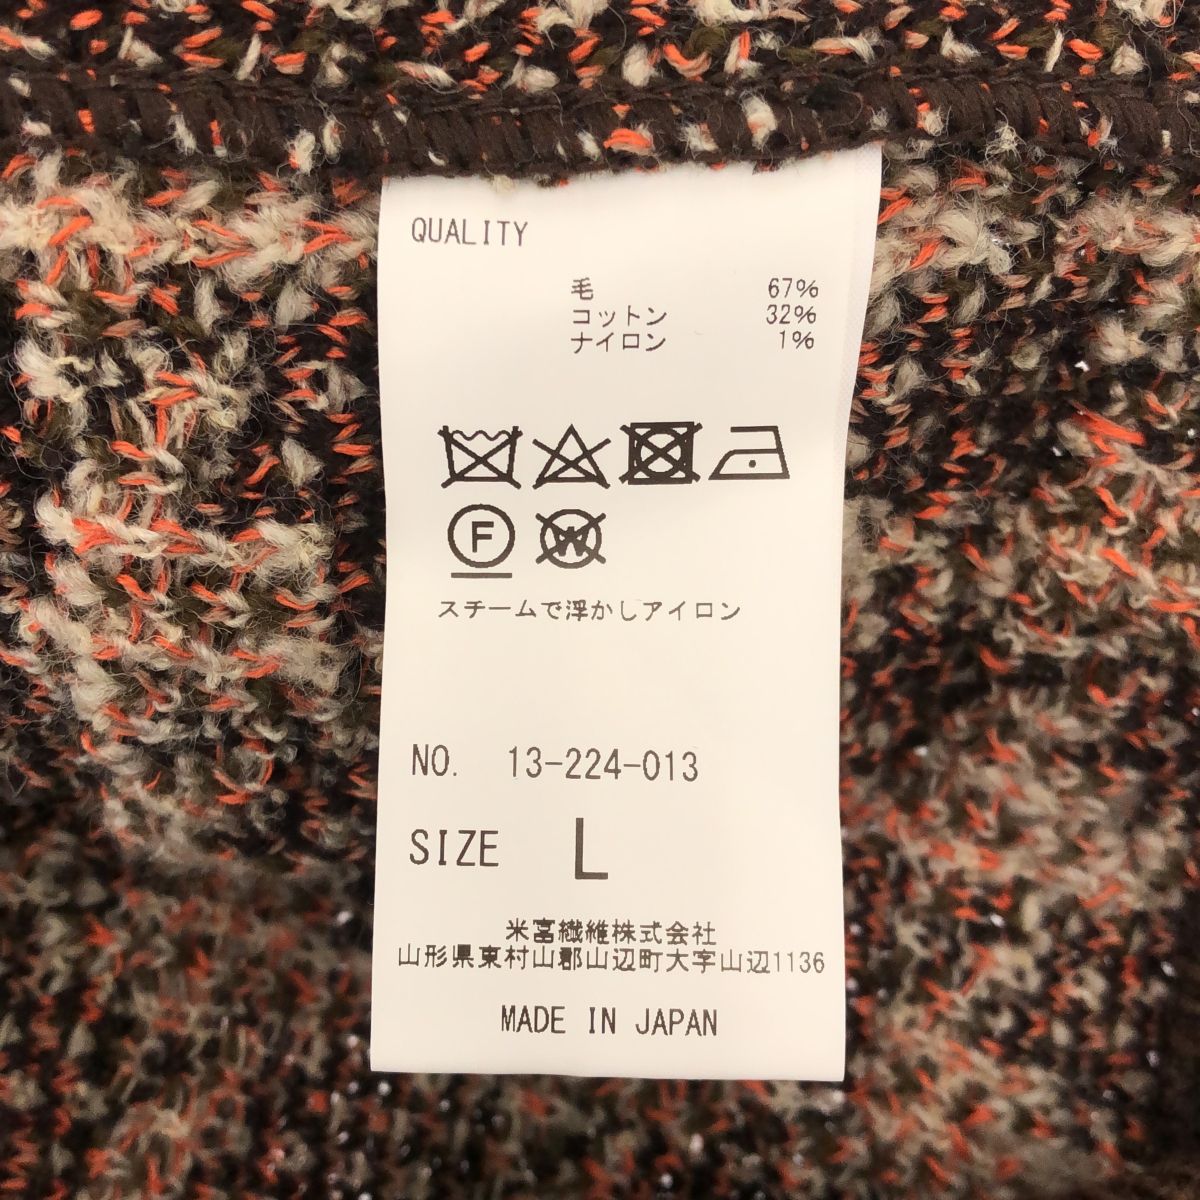 QUALITY
毛 67%
コットン 32%
ナイロン 1%
F W
スチームで浮かしアイロン
NO. 13-224-013
SIZE L
米富繊維株式会社
山形県東村山郡山辺町大字山辺1136
MADE IN JAPAN